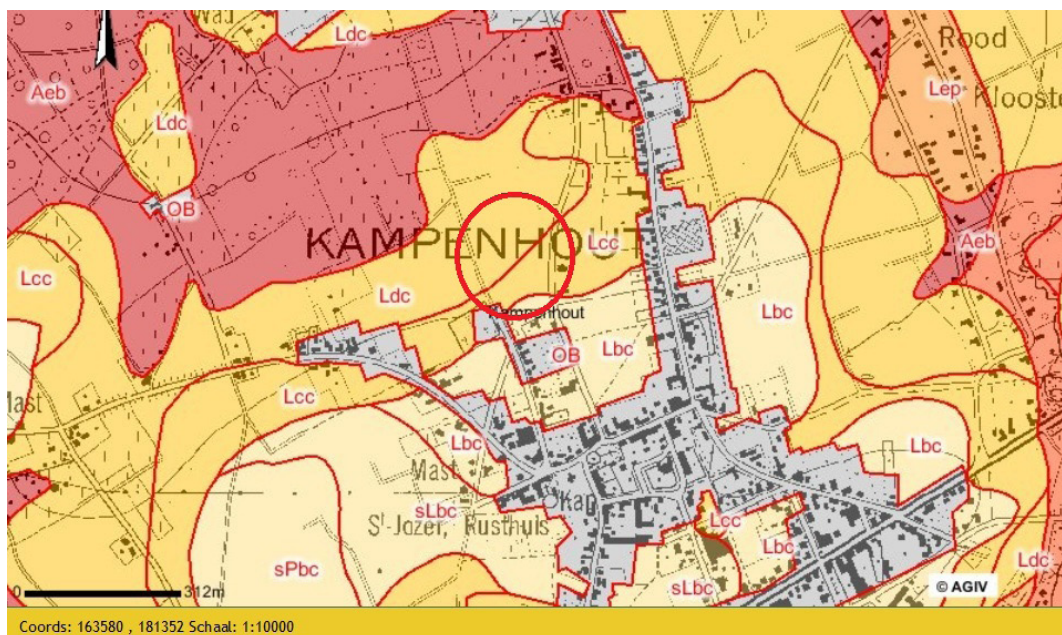 Wad
Ldc
Rood
Aeb
Lep
Klooste
Ldc
OB
KAMPENHOUT
Lcc
Lcc
Aeb
Ldc
Lbc
Kampenhout
OB
Lbc
Mast
Lcc
Lbc
Lbc
Mast
sLbc
Kap
St Jozef, Rusthuis
Lcc
Lbc
sPbc
sLbc
Ldc
0 312m
© AGIV
Coords: 163580 , 181352 Schaal: 1:10000